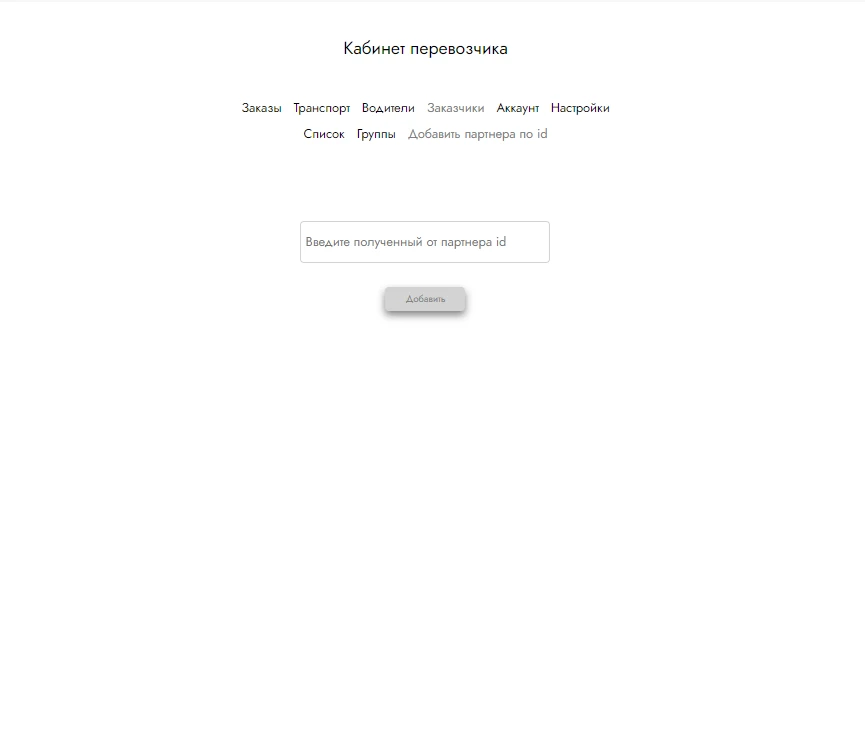 Кабинет перевозчика
Заказы Транспорт Водители Заказчики Аккаунт Настройки
Список Группы Добавить партнера по id
Введите полученный от партнера id
Добавить